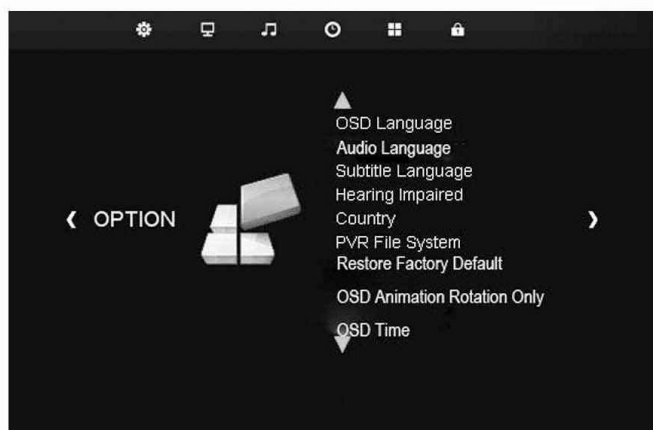 OPTION
OSD Language
Audio Language
Subtitle Language
Hearing Impaired
Country
PVR File System
Restore Factory Default
OSD Animation Rotation Only
OSD Time